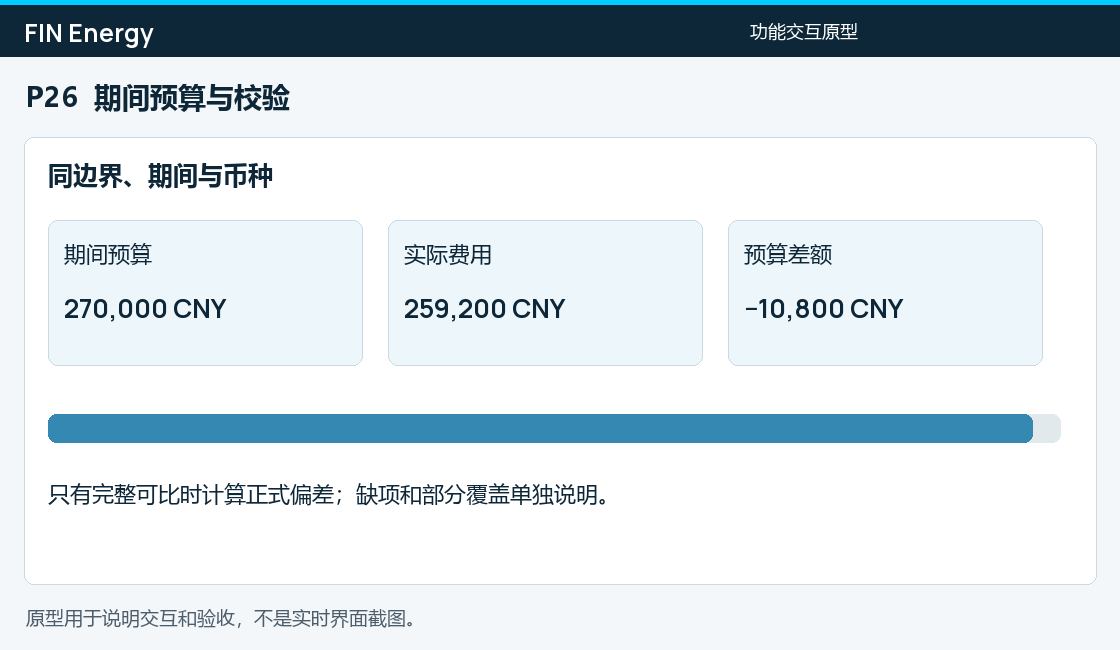 FIN Energy
功能交互原型
P26 期间预算与校验
同边界、期间与币种
期间预算
270,000 CNY
实际费用
259,200 CNY
预算差额
−10,800 CNY
只有完整可比时计算正式偏差；缺项和部分覆盖单独说明。
原型用于说明交互和验收，不是实时界面截图。